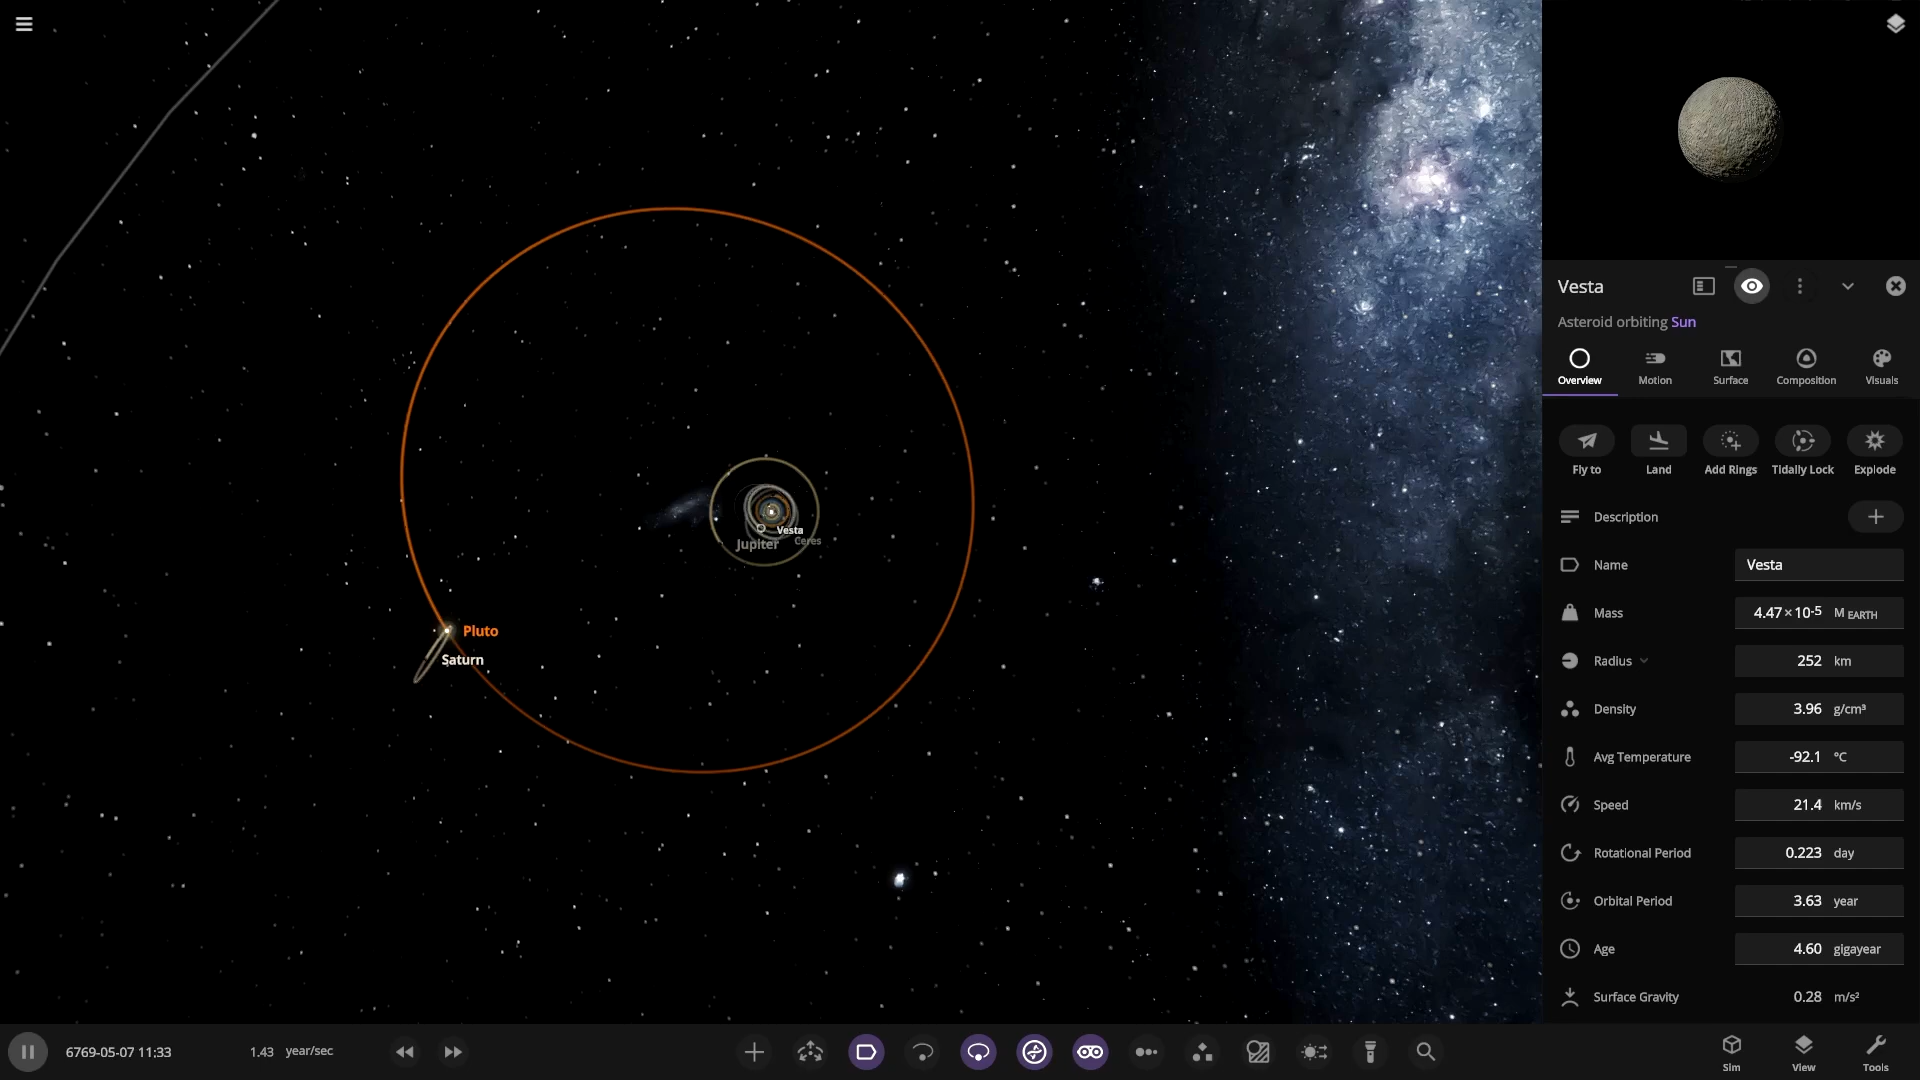 Vesta
Asteroid orbiting Sun
Overview
Motion
Surface
Composition
Visuals
Fly to
Land
Add Rings
Tidally Lock
Explode
Description
Name
Vesta
Mass
4.47×10-5 M EARTH
Radius
252 km
Density
3.96 g/cm³
Avg Temperature
-92.1 °C
Speed
21.4 km/s
Rotational Period
0.223 day
Orbital Period
3.63 year
Age
4.60 gigayear
Surface Gravity
0.28 m/s²
Vesta
Ceres
Jupiter
Pluto
Saturn
6769-05-07 11:33
1.43 year/sec
Sim
View
Tools